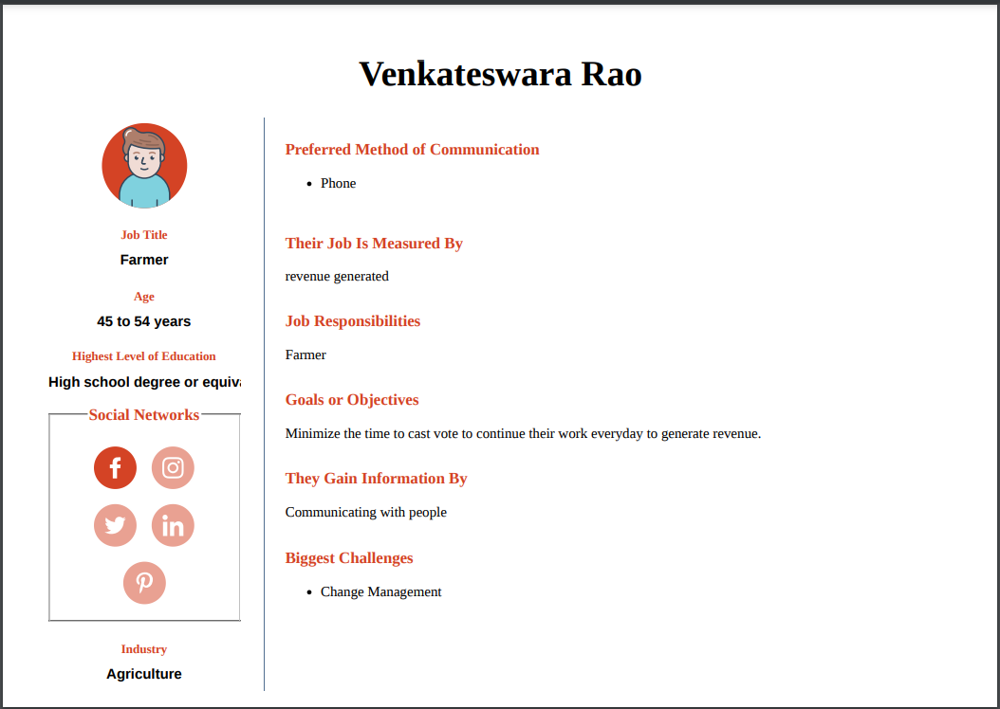 Venkateswara Rao
Job Title
Farmer
Age
45 to 54 years
Highest Level of Education
High school degree or equiva
Social Networks
Industry
Agriculture
Preferred Method of Communication
• Phone
Their Job Is Measured By
revenue generated
Job Responsibilities
Farmer
Goals or Objectives
Minimize the time to cast vote to continue their work everyday to generate revenue.
They Gain Information By
Communicating with people
Biggest Challenges
• Change Management